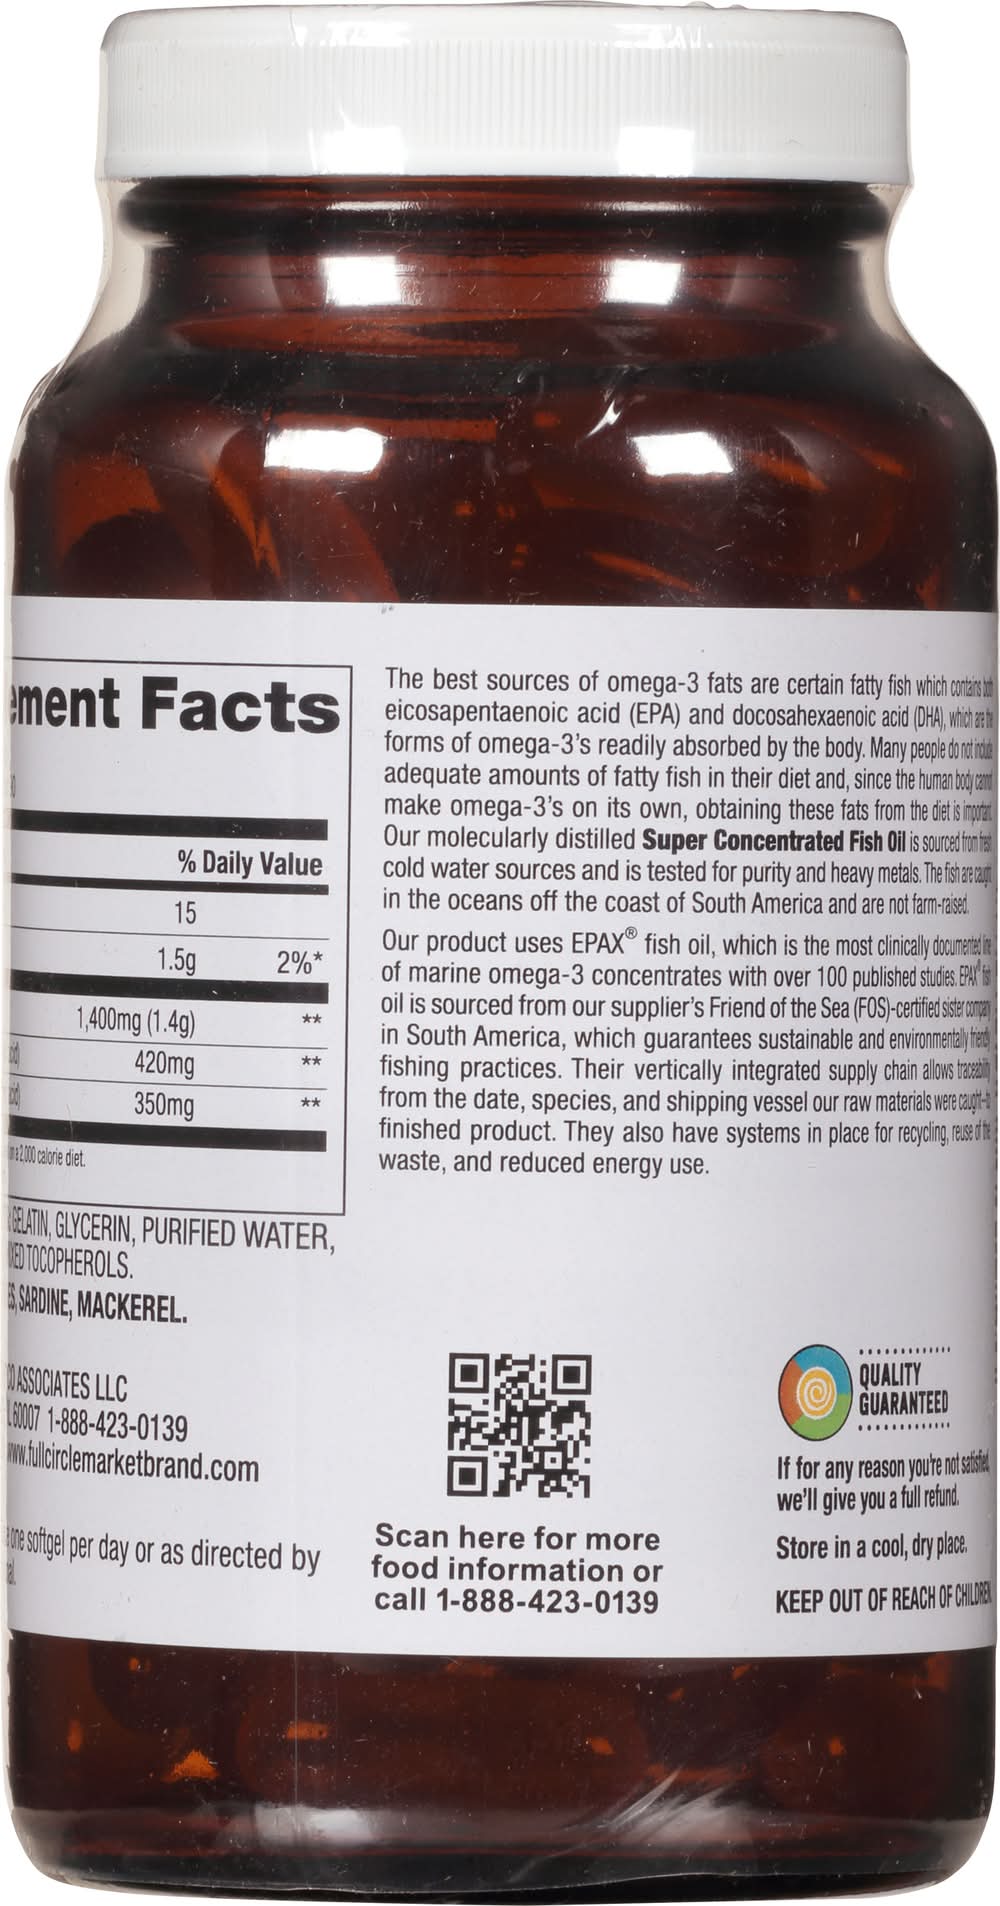 ement Facts
% Daily Value
15
1.5g 2%*
1,400mg (1.4g) **
420mg **
350mg **
on a 2,000 calorie diet.
GELATIN, GLYCERIN, PURIFIED WATER,
TOCOPHEROLS.
SARDINE, MACKEREL.
ASSOCIATES LLC
60007 1-888-423-0139
www.fullcirclemarketbrand.com
one softgel per day or as directed by
The best sources of omega-3 fats are certain fatty fish which contains both
eicosapentaenoic acid (EPA) and docosahexaenoic acid (DHA), which are the
forms of omega-3's readily absorbed by the body. Many people do not include
adequate amounts of fatty fish in their diet and, since the human body cannot
make omega-3's on its own, obtaining these fats from the diet is important.
Our molecularly distilled Super Concentrated Fish Oil is sourced from fresh
cold water sources and is tested for purity and heavy metals. The fish are caught
in the oceans off the coast of South America and are not farm-raised.
Our product uses EPAX® fish oil, which is the most clinically documented line
of marine omega-3 concentrates with over 100 published studies. EPAX® fish
oil is sourced from our supplier's Friend of the Sea (FOS)-certified sister company
in South America, which guarantees sustainable and environmentally friendly
fishing practices. Their vertically integrated supply chain allows traceability
from the date, species, and shipping vessel our raw materials were caught-to
finished product. They also have systems in place for recycling, reuse of the
waste, and reduced energy use.
Scan here for more
food information or
call 1-888-423-0139
QUALITY
GUARANTEED
If for any reason you're not satisfied,
we'll give you a full refund.
Store in a cool, dry place.
KEEP OUT OF REACH OF CHILDREN.